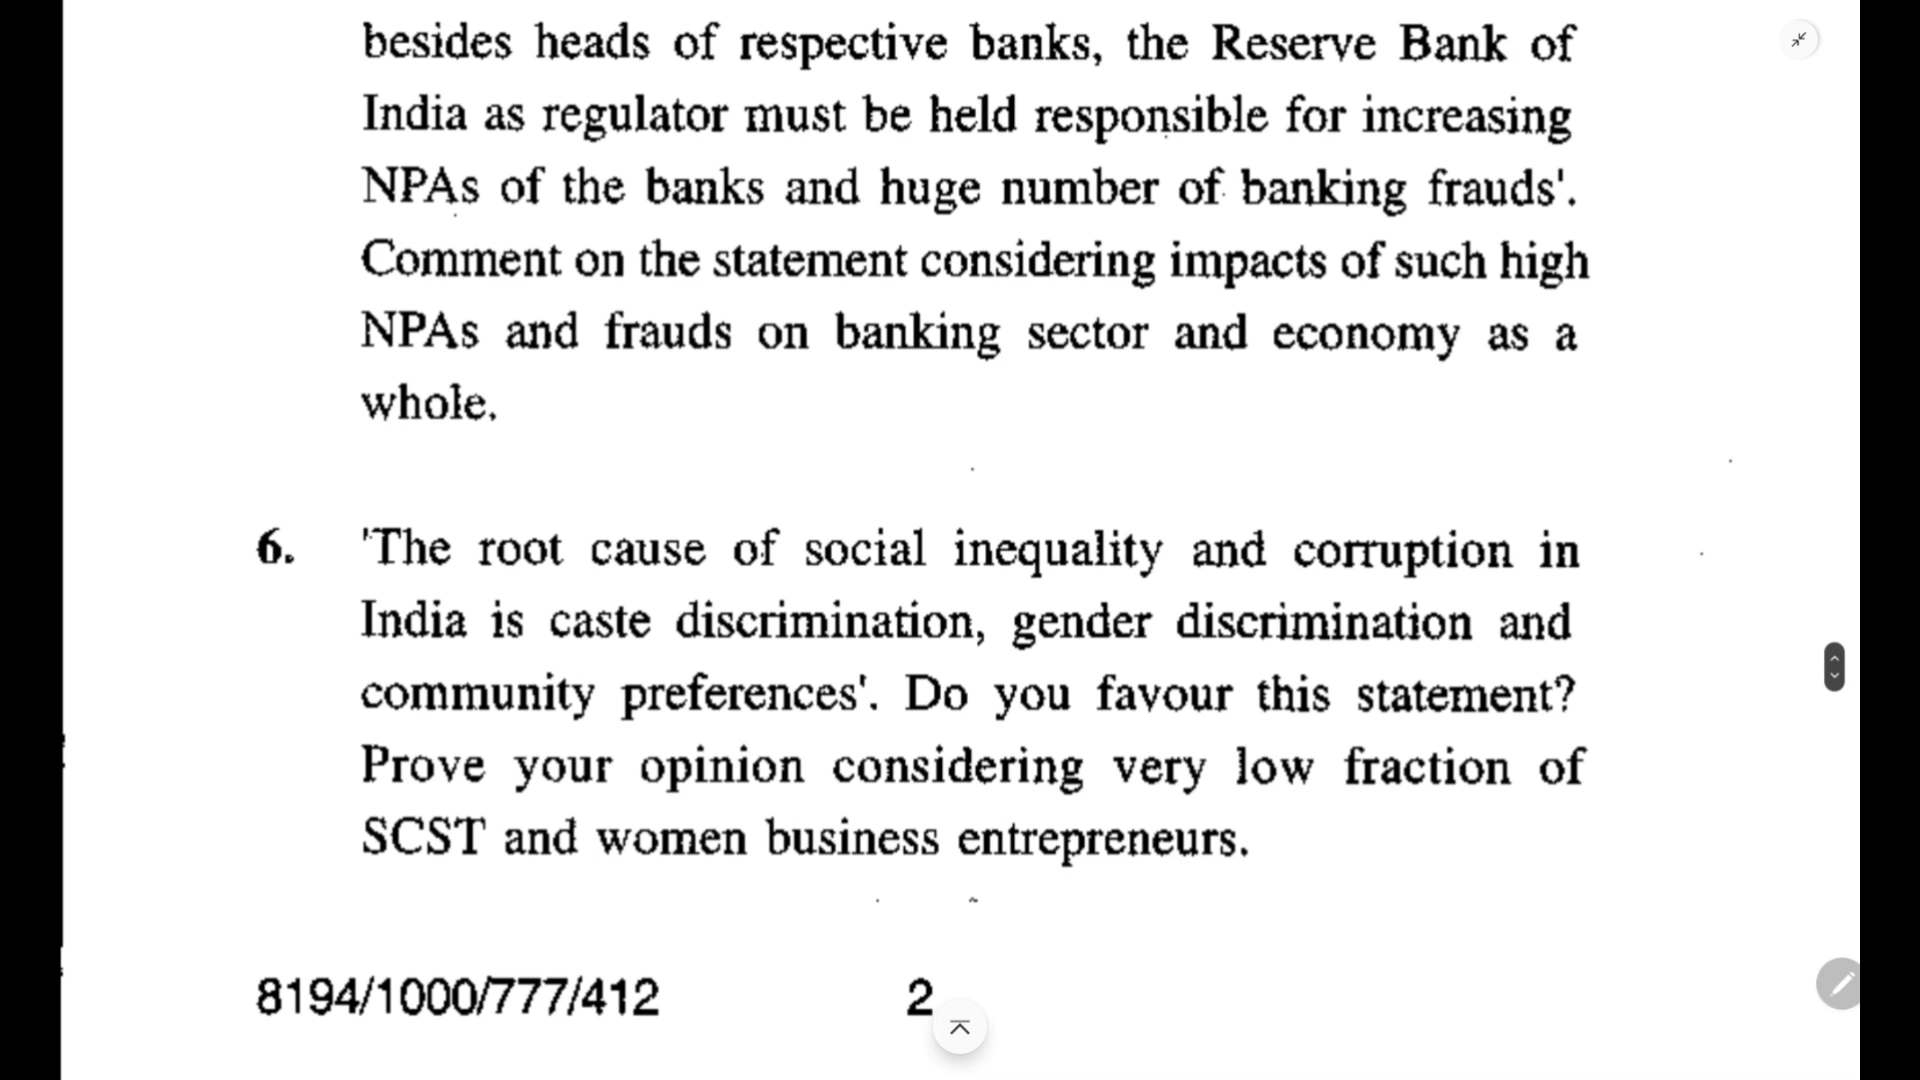 besides heads of respective banks, the Reserve Bank of
India as regulator must be held responsible for increasing
NPAs of the banks and huge number of banking frauds'.
Comment on the statement considering impacts of such high
NPAs and frauds on banking sector and economy as a
whole.
6. 'The root cause of social inequality and corruption in
India is caste discrimination, gender discrimination and
community preferences'. Do you favour this statement?
Prove your opinion considering very low fraction of
SCST and women business entrepreneurs.
8194/1000/777/412 2